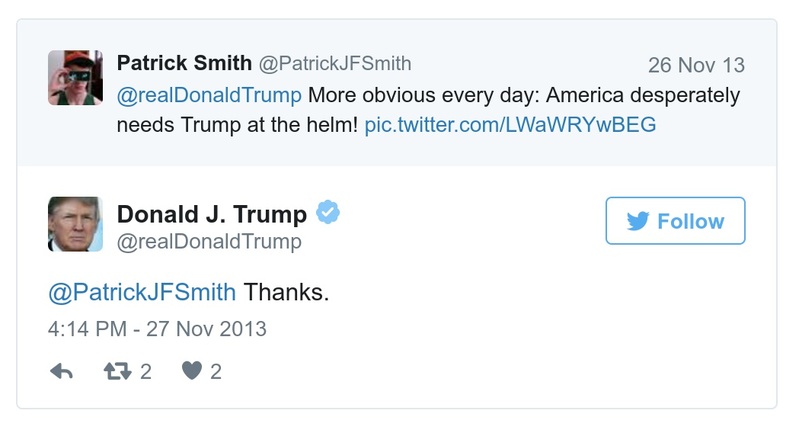 Patrick Smith @PatrickJFSmith 26 Nov 13
@realDonaldTrump More obvious every day: America desperately
needs Trump at the helm! pic.twitter.com/LWaWRYwBEG
Donald J. Trump
@realDonaldTrump
Follow
@PatrickJFSmith Thanks.
4:14 PM - 27 Nov 2013
2 2